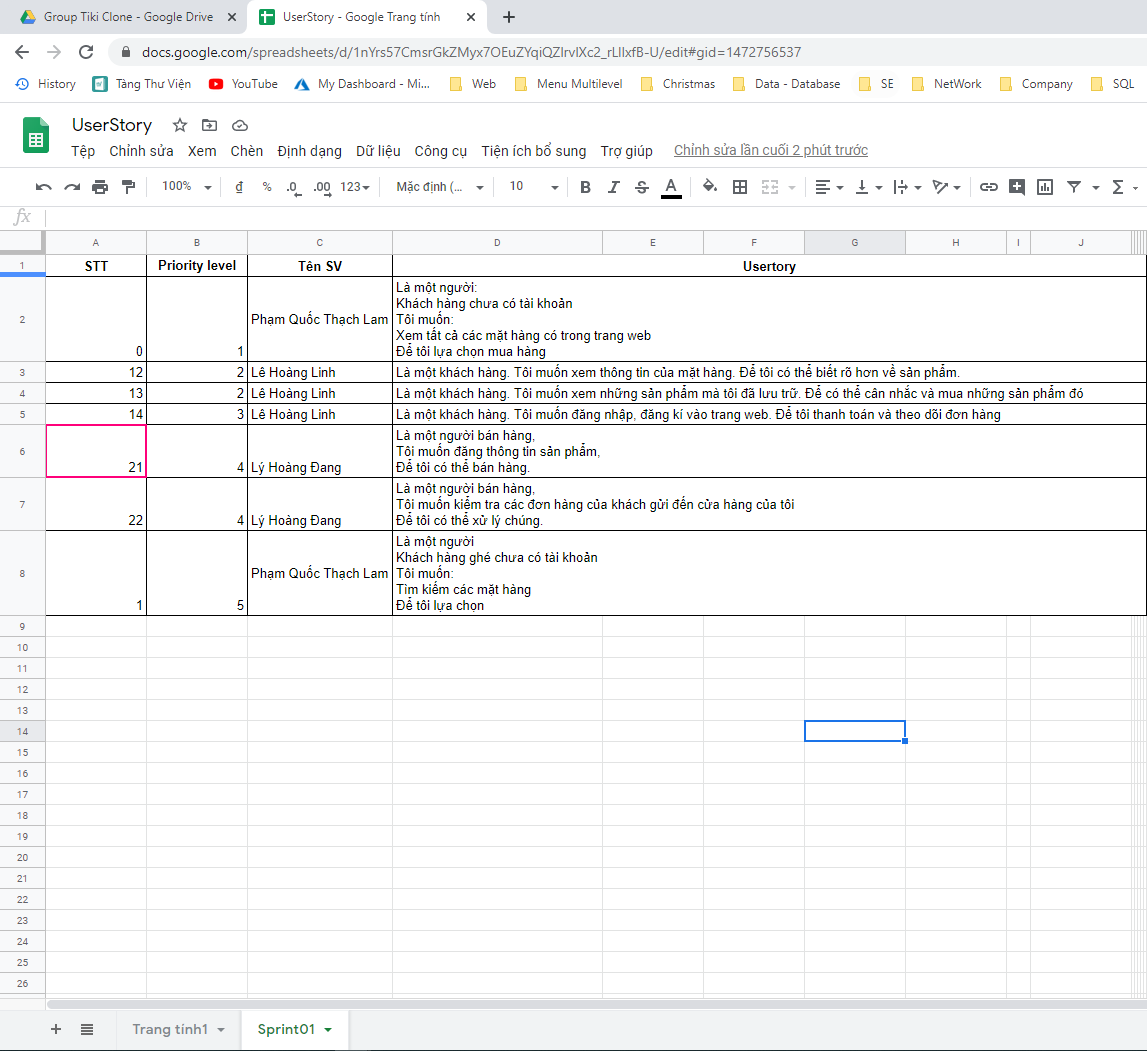 Group Tiki Clone - Google Drive
UserStory - Google Trang tính
docs.google.com/spreadsheets/d/1nYrs57CmsrGkZMyx7OEuZYqiQZIrvIXc2_rLlIxfB-U/edit#gid=1472756537
History Tàng Thư Viện YouTube My Dashboard - Mi... Web Menu Multilevel Christmas Data - Database SE NetWork Company SQL
UserStory
Tệp Chỉnh sửa Xem Chèn Định dạng Dữ liệu Công cụ Tiện ích bổ sung Trợ giúp Chỉnh sửa lần cuối 2 phút trước
100% đ % .0 .00 123 Mặc định (... 10 B I S A Σ
fx
A B C D E F G H I J
1 STT Priority level Tên SV Usertory
2 0 1 Phạm Quốc Thạch Lam
Là một người:
Khách hàng chưa có tài khoản
Tôi muốn:
Xem tất cả các mặt hàng có trong trang web
Để tôi lựa chọn mua hàng
3 12 2 Lê Hoàng Linh Là một khách hàng. Tôi muốn xem thông tin của mặt hàng. Để tôi có thể biết rõ hơn về sản phẩm.
4 13 2 Lê Hoàng Linh Là một khách hàng. Tôi muốn xem những sản phẩm mà tôi đã lưu trữ. Để có thể cân nhắc và mua những sản phẩm đó
5 14 3 Lê Hoàng Linh Là một khách hàng. Tôi muốn đăng nhập, đăng kí vào trang web. Để tôi thanh toán và theo dõi đơn hàng
6 21 4 Lý Hoàng Đang
Là một người bán hàng,
Tôi muốn đăng thông tin sản phẩm,
Để tôi có thể bán hàng.
7 22 4 Lý Hoàng Đang
Là một người bán hàng,
Tôi muốn kiểm tra các đơn hàng của khách gửi đến cửa hàng của tôi
Để tôi có thể xử lý chúng.
8 1 5 Phạm Quốc Thạch Lam
Là một người
Khách hàng ghé chưa có tài khoản
Tôi muốn:
Tìm kiếm các mặt hàng
Để tôi lựa chọn
9
10
11
12
13
14
15
16
17
18
19
20
21
22
23
24
25
26
Trang tính1 Sprint01